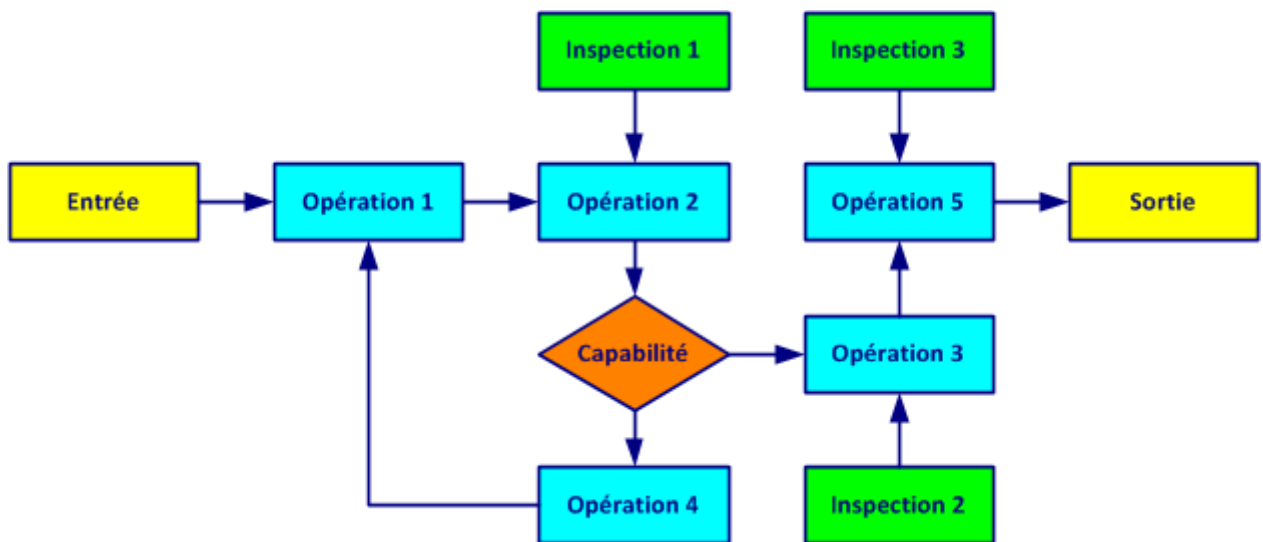 Inspection 1
Inspection 3
Entrée
Opération 1
Opération 2
Opération 5
Sortie
Capabilité
Opération 3
Opération 4
Inspection 2